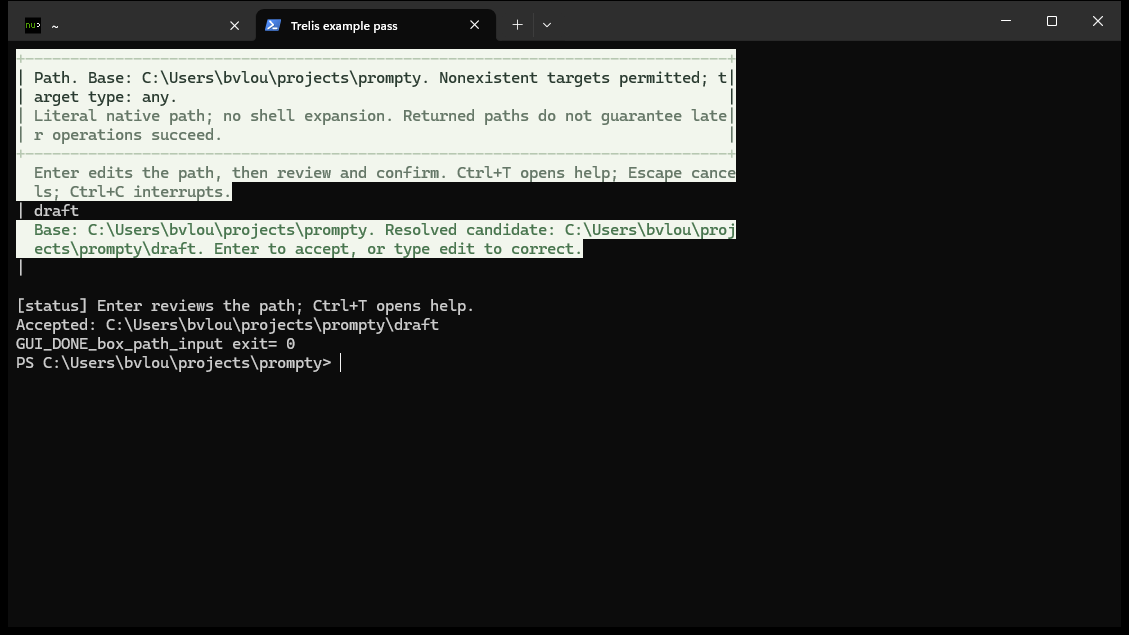 nu> ~
Trelis example pass
+-------------------------------------------------------------------------------+
| Path. Base: C:\Users\bvlou\projects\prompty. Nonexistent targets permitted; t|
| arget type: any. |
| Literal native path; no shell expansion. Returned paths do not guarantee late|
| r operations succeed. |
+-------------------------------------------------------------------------------+
Enter edits the path, then review and confirm. Ctrl+T opens help; Escape cance
ls; Ctrl+C interrupts.
| draft
Base: C:\Users\bvlou\projects\prompty. Resolved candidate: C:\Users\bvlou\proj
ects\prompty\draft. Enter to accept, or type edit to correct.
|
[status] Enter reviews the path; Ctrl+T opens help.
Accepted: C:\Users\bvlou\projects\prompty\draft
GUI_DONE_box_path_input exit= 0
PS C:\Users\bvlou\projects\prompty>